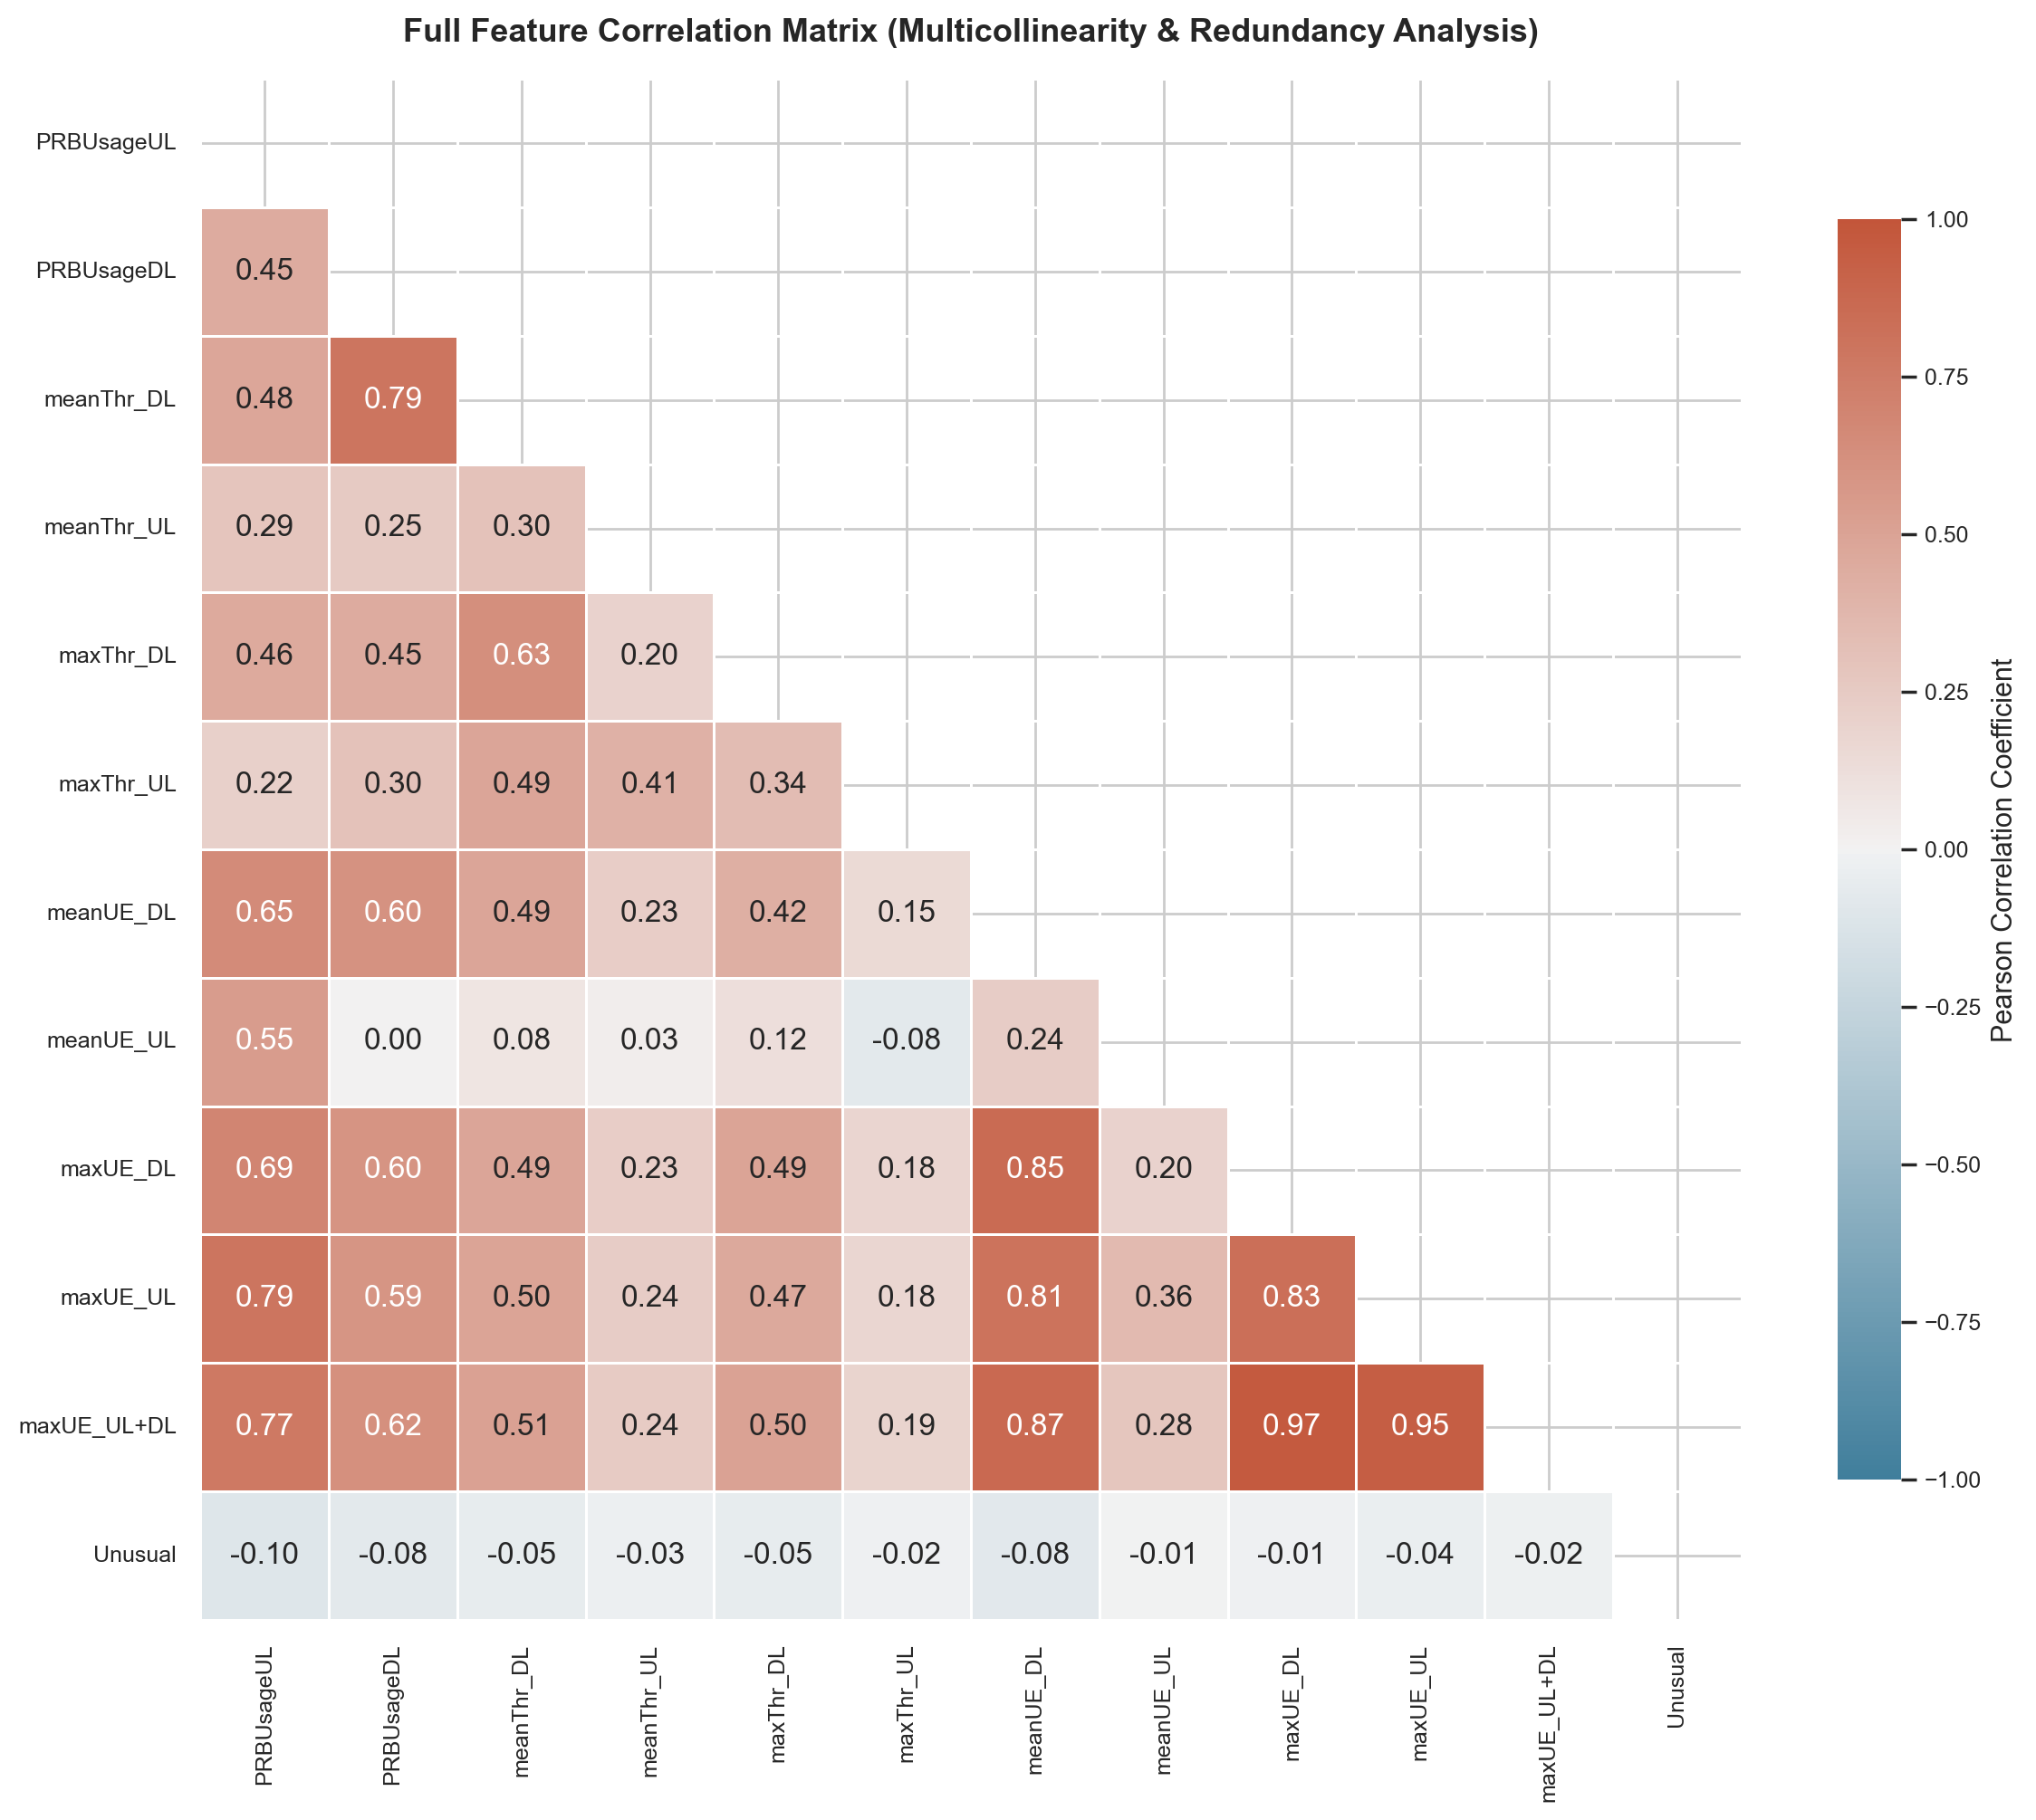 Full Feature Correlation Matrix (Multicollinearity & Redundancy Analysis)
PRBUsageUL
PRBUsageDL 0.45
meanThr_DL 0.48 0.79
meanThr_UL 0.29 0.25 0.30
maxThr_DL 0.46 0.45 0.63 0.20
maxThr_UL 0.22 0.30 0.49 0.41 0.34
meanUE_DL 0.65 0.60 0.49 0.23 0.42 0.15
meanUE_UL 0.55 0.00 0.08 0.03 0.12 -0.08 0.24
maxUE_DL 0.69 0.60 0.49 0.23 0.49 0.18 0.85 0.20
maxUE_UL 0.79 0.59 0.50 0.24 0.47 0.18 0.81 0.36 0.83
maxUE_UL+DL 0.77 0.62 0.51 0.24 0.50 0.19 0.87 0.28 0.97 0.95
Unusual -0.10 -0.08 -0.05 -0.03 -0.05 -0.02 -0.08 -0.01 -0.01 -0.04 -0.02
PRBUsageUL
PRBUsageDL
meanThr_DL
meanThr_UL
maxThr_DL
maxThr_UL
meanUE_DL
meanUE_UL
maxUE_DL
maxUE_UL
maxUE_UL+DL
Unusual
1.00
0.75
0.50
0.25
0.00
−0.25
−0.50
−0.75
−1.00
Pearson Correlation Coefficient